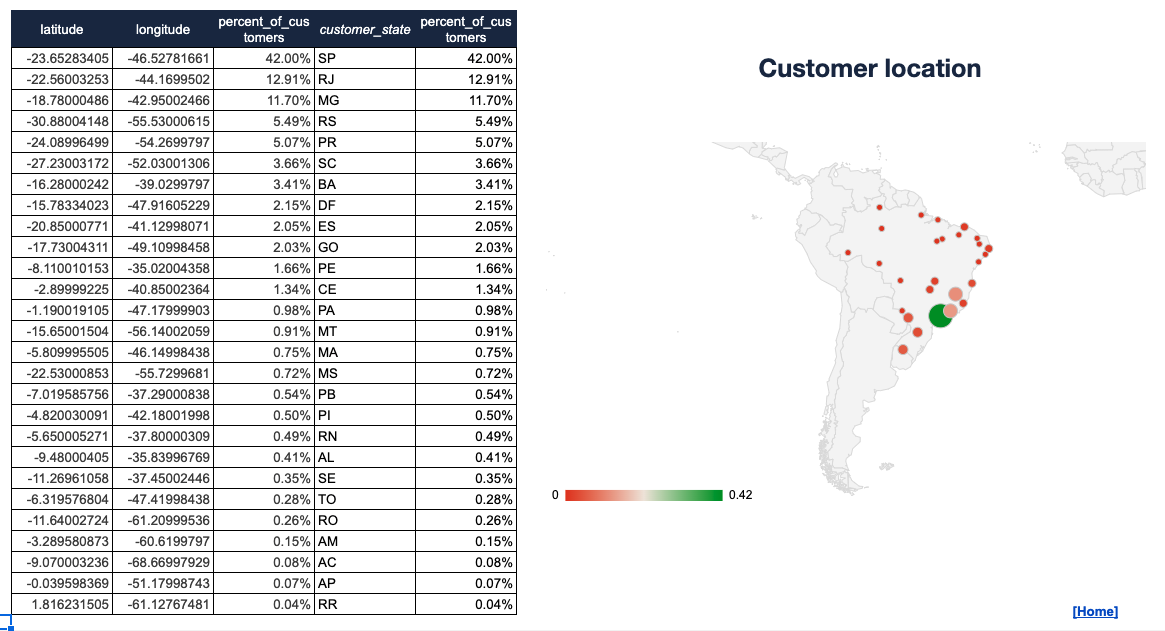 latitude longitude percent_of_cus tomers customer_state percent_of_cus tomers
-23.65283405 -46.52781661 42.00% SP 42.00%
-22.56003253 -44.1699502 12.91% RJ 12.91%
-18.78000486 -42.95002466 11.70% MG 11.70%
-30.88004148 -55.53000615 5.49% RS 5.49%
-24.08996499 -54.2699797 5.07% PR 5.07%
-27.23003172 -52.03001306 3.66% SC 3.66%
-16.28000242 -39.0299797 3.41% BA 3.41%
-15.78334023 -47.91605229 2.15% DF 2.15%
-20.85000771 -41.12998071 2.05% ES 2.05%
-17.73004311 -49.10998458 2.03% GO 2.03%
-8.110010153 -35.02004358 1.66% PE 1.66%
-2.89999225 -40.85002364 1.34% CE 1.34%
-1.190019105 -47.17999903 0.98% PA 0.98%
-15.65001504 -56.14002059 0.91% MT 0.91%
-5.809995505 -46.14998438 0.75% MA 0.75%
-22.53000853 -55.7299681 0.72% MS 0.72%
-7.019585756 -37.29000838 0.54% PB 0.54%
-4.820030091 -42.18001998 0.50% PI 0.50%
-5.650005271 -37.80000309 0.49% RN 0.49%
-9.48000405 -35.83996769 0.41% AL 0.41%
-11.26961058 -37.45002446 0.35% SE 0.35%
-6.319576804 -47.41998438 0.28% TO 0.28%
-11.64002724 -61.20999536 0.26% RO 0.26%
-3.289580873 -60.6199797 0.15% AM 0.15%
-9.070003236 -68.66997929 0.08% AC 0.08%
-0.039598369 -51.17998743 0.07% AP 0.07%
1.816231505 -61.12767481 0.04% RR 0.04%
Customer location
0 0.42
[Home]